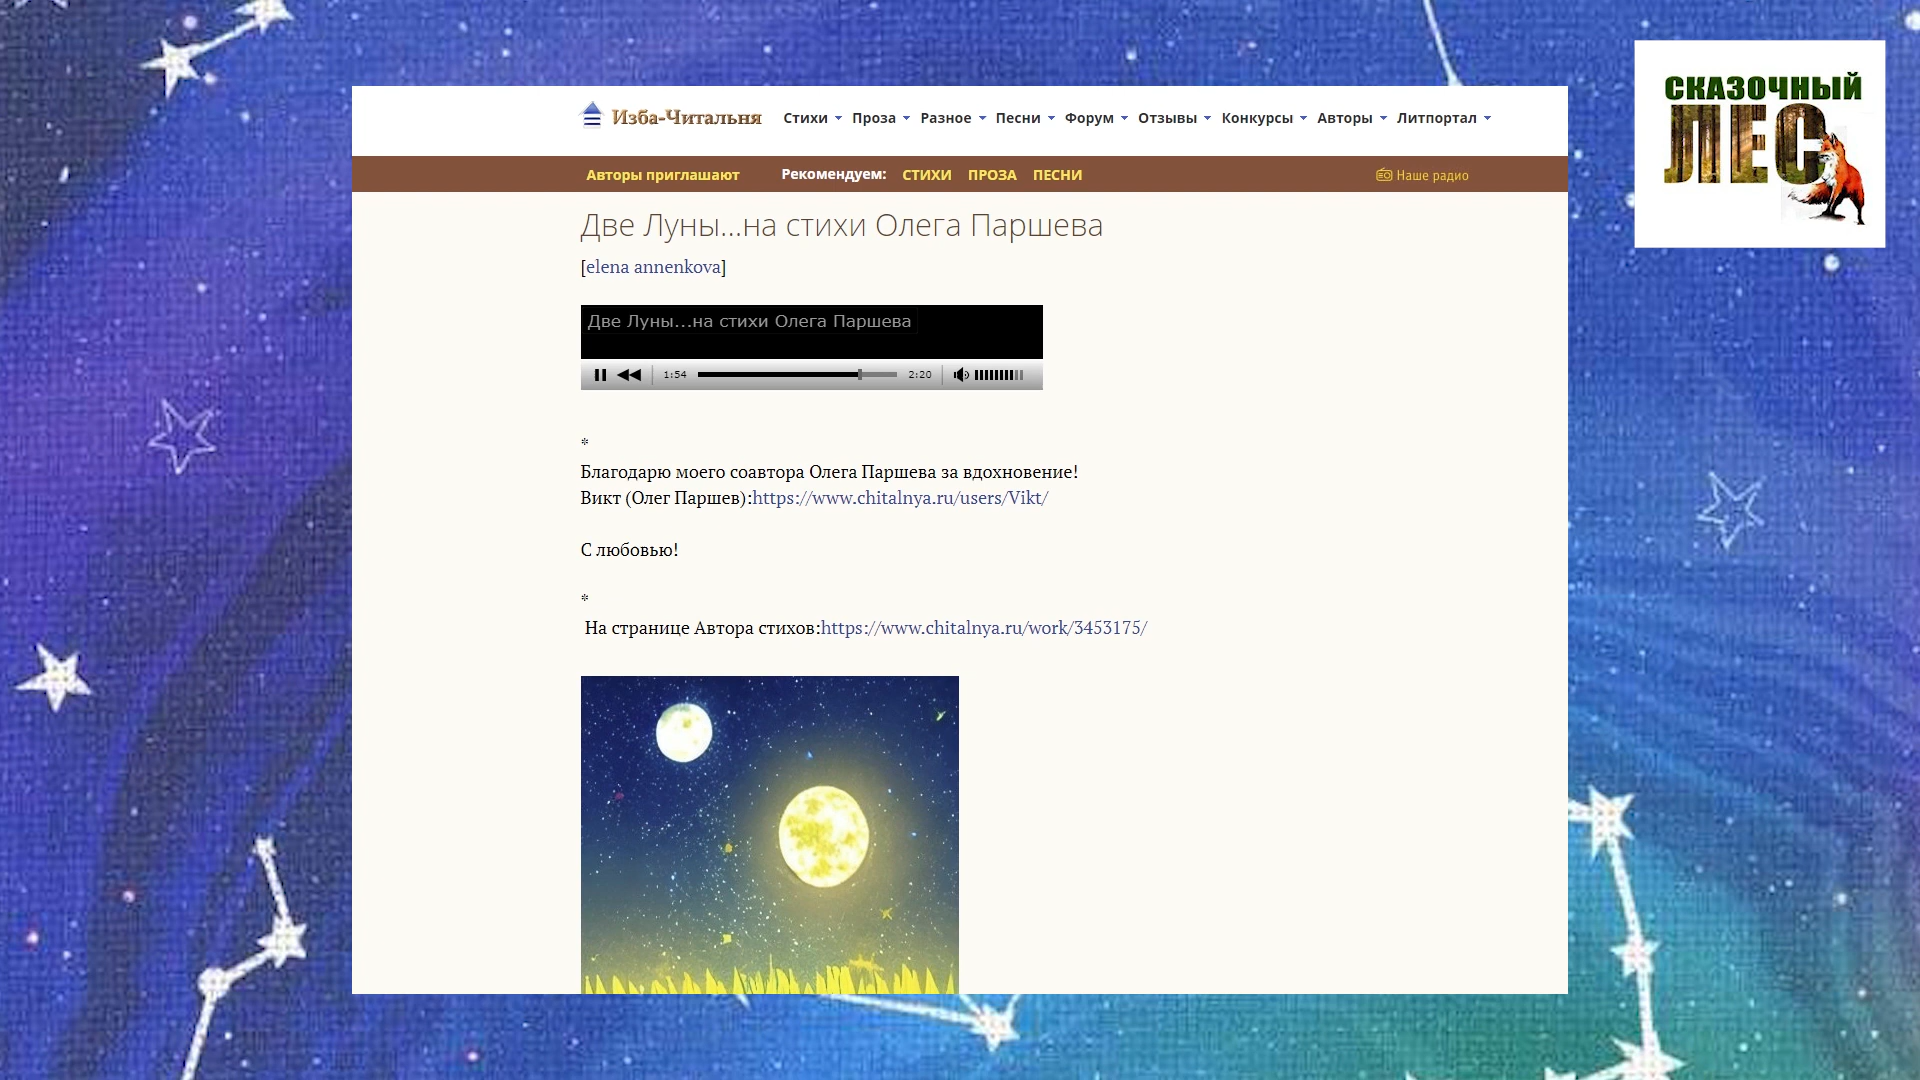 СКАЗОЧНЫЙ
ЛЕС
Изба-Читальня
Стихи Проза Разное Песни Форум Отзывы Конкурсы Авторы Литпортал
Авторы приглашают Рекомендуем: СТИХИ ПРОЗА ПЕСНИ Наше радио
Две Луны...на стихи Олега Паршева
[elena annenkova]
Две Луны...на стихи Олега Паршева
1:54 2:20
*
Благодарю моего соавтора Олега Паршева за вдохновение!
Викт (Олег Паршев):https://www.chitalnya.ru/users/Vikt/
С любовью!
*
На странице Автора стихов:https://www.chitalnya.ru/work/3453175/